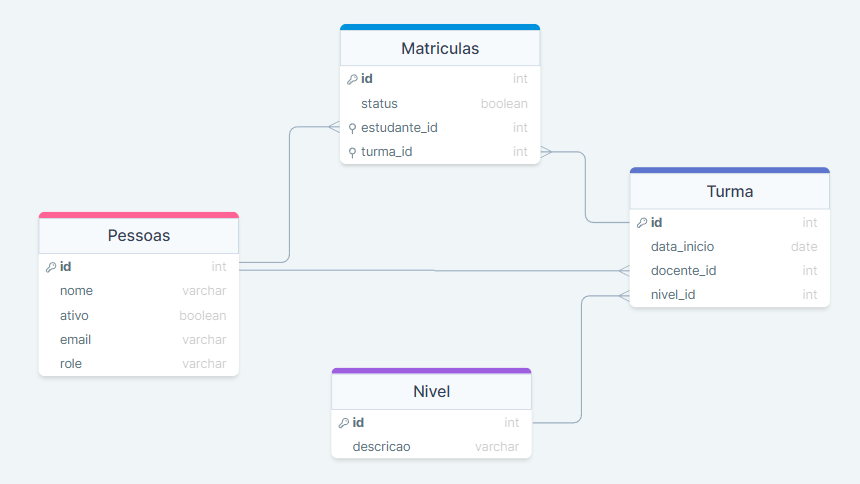 Matriculas
id int
status boolean
estudante_id int
turma_id int
Turma
id int
data_inicio date
docente_id int
nivel_id int
Pessoas
id int
nome varchar
ativo boolean
email varchar
role varchar
Nivel
id int
descricao varchar